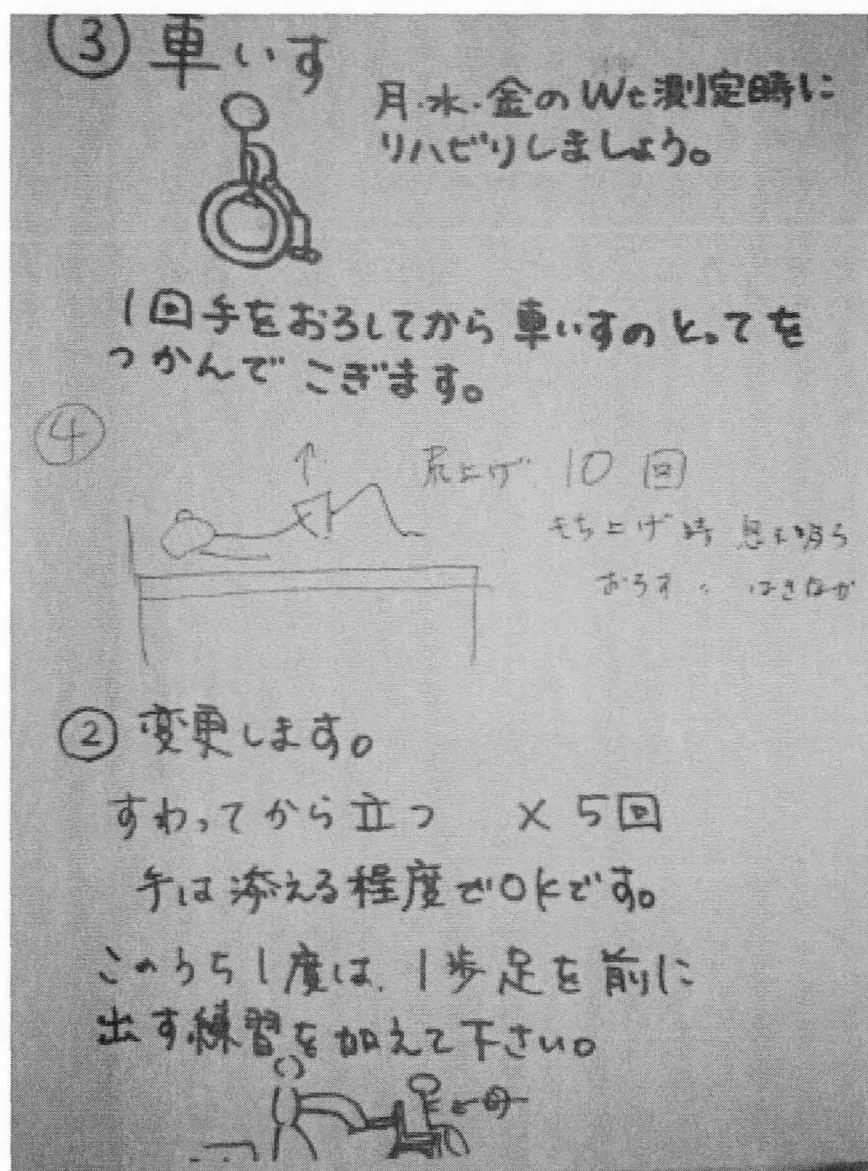 ③ 車いす
月・水・金のWt測定時に
リハビリしましょう。
1回手をおろしてから車いすのとってを
つかんでこぎます。
④
尻上げ 10回
もち上げ時 息を吸う
おろす 〃 はきなが
② 変更します。
すわってから立つ ×5回
手は添える程度でOKです。
このうち1度は、1歩足を前に
出す練習を加えて下さい。